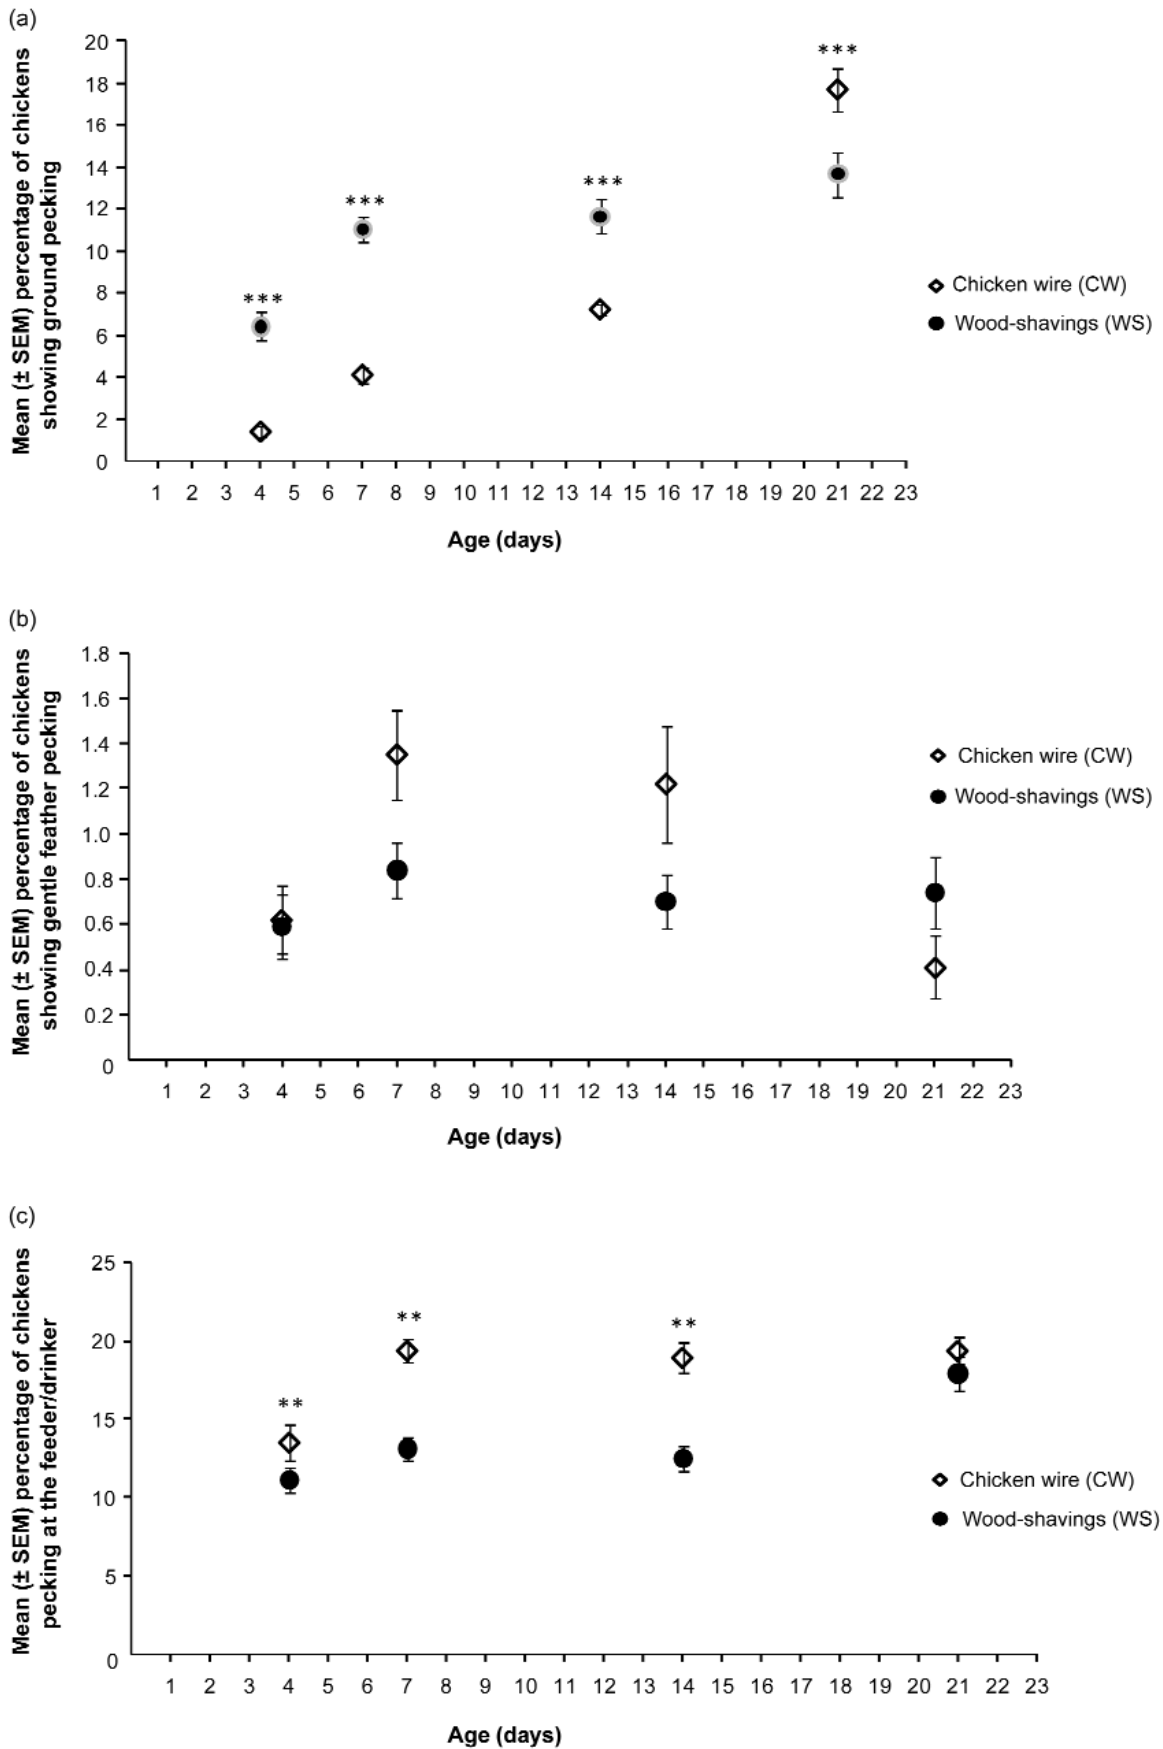 (a)
Mean (± SEM) percentage of chickens
showing ground pecking
20
18
16
14
12
10
8
6
4
2
0
***
***
***
***
Chicken wire (CW)
Wood-shavings (WS)
1 2 3 4 5 6 7 8 9 10 11 12 13 14 15 16 17 18 19 20 21 22 23
Age (days)
(b)
Mean (± SEM) percentage of chickens
showing gentle feather pecking
1.8
1.6
1.4
1.2
1.0
0.8
0.6
0.4
0.2
0
Chicken wire (CW)
Wood-shavings (WS)
1 2 3 4 5 6 7 8 9 10 11 12 13 14 15 16 17 18 19 20 21 22 23
Age (days)
(c)
Mean (± SEM) percentage of chickens
pecking at the feeder/drinker
25
20
15
10
5
0
**
**
**
Chicken wire (CW)
Wood-shavings (WS)
1 2 3 4 5 6 7 8 9 10 11 12 13 14 15 16 17 18 19 20 21 22 23
Age (days)